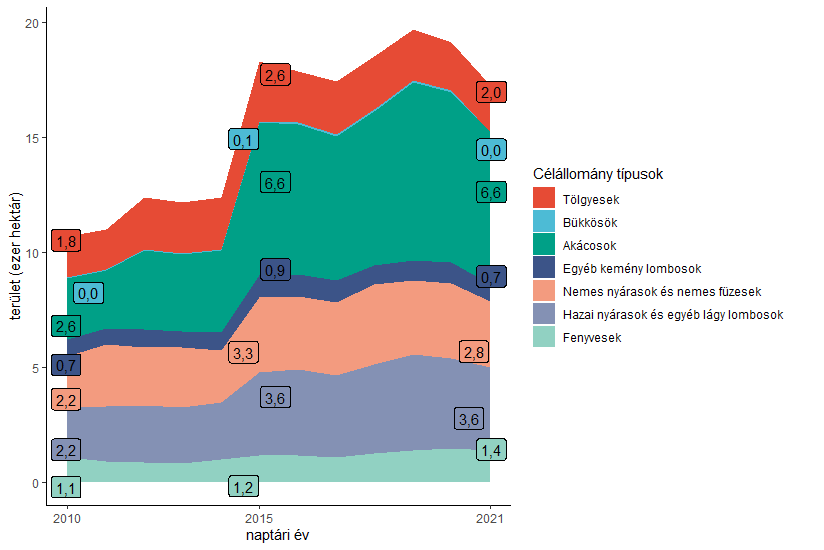 20
15
10
5
0
terület (ezer hektár)
1,8
0,0
2,6
0,7
2,2
2,2
1,1
2,6
0,1
6,6
0,9
3,3
3,6
1,2
2,0
0,0
6,6
0,7
2,8
3,6
1,4
2010
2015
2021
naptári év
Célállomány típusok
Tölgyesek
Bükkösök
Akácosok
Egyéb kemény lombosok
Nemes nyárasok és nemes füzesek
Hazai nyárasok és egyéb lágy lombosok
Fenyvesek